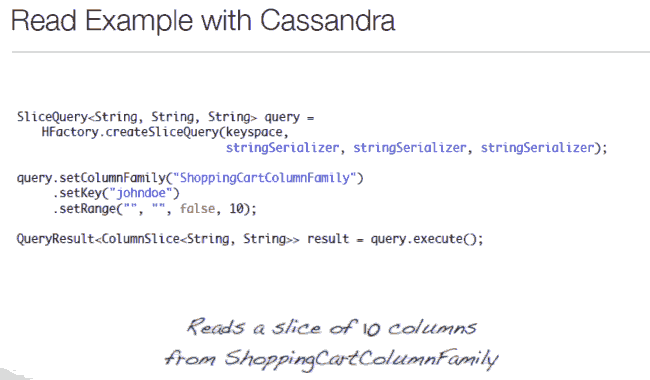 Read Example with Cassandra
SliceQuery<String, String, String> query =
HFactory.createSliceQuery(keyspace,
stringSerializer, stringSerializer, stringSerializer);
query.setColumnFamily("ShoppingCartColumnFamily")
.setKey("johndoe")
.setRange("", "", false, 10);
QueryResult<ColumnSlice<String, String>> result = query.execute();
Reads a slice of 10 columns
from ShoppingCartColumnFamily